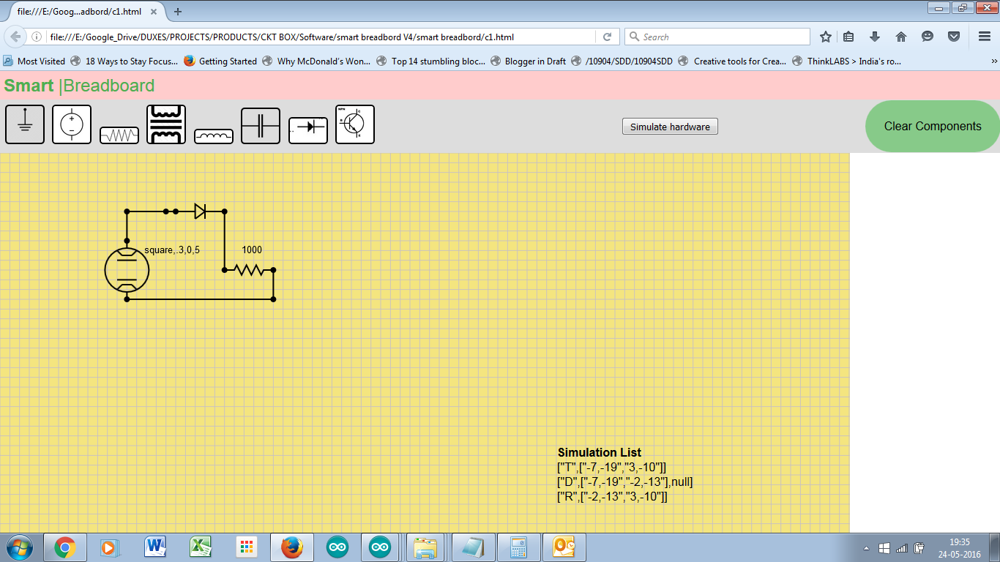 file:///E:/Goog...adbord/c1.html
file:///E:/Google_Drive/DUXES/PROJECTS/PRODUCTS/CKT BOX/Software/smart breadbord V4/smart breadbord/c1.html
Search
Most Visited
18 Ways to Stay Focus...
Getting Started
Why McDonald's Won...
Top 14 stumbling bloc...
Blogger in Draft
/10904/SDD/10904SDD
Creative tools for Crea...
ThinkLABS > India's ro...
Smart |Breadboard
NPN
Simulate hardware
Clear Components
square,.3,0,5
1000
Simulation List
["T",["-7,-19","3,-10"]]
["D",["-7,-19","-2,-13"],null]
["R",["-2,-13","3,-10"]]
19:35
24-05-2016